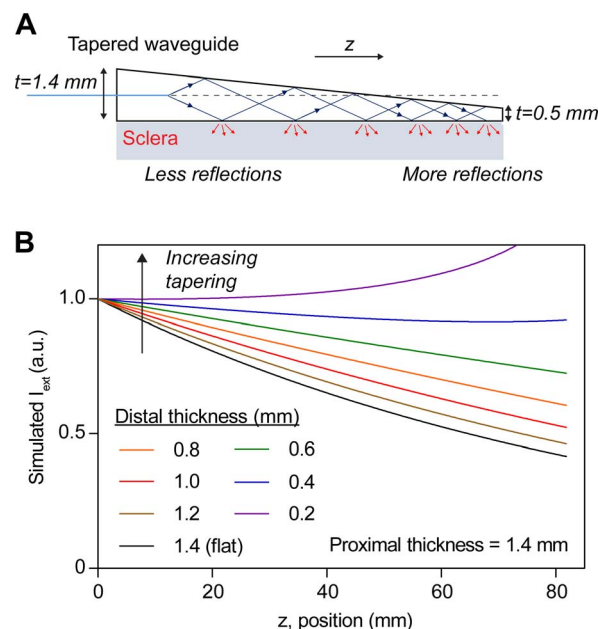 A
Tapered waveguide
z
t=1.4 mm
t=0.5 mm
Sclera
Less reflections
More reflections
B
Increasing
tapering
1.0
0.5
0
Simulated I_ext (a.u.)
Distal thickness (mm)
0.8
0.6
1.0
0.4
1.2
0.2
1.4 (flat)
Proximal thickness = 1.4 mm
0
20
40
60
80
z, position (mm)